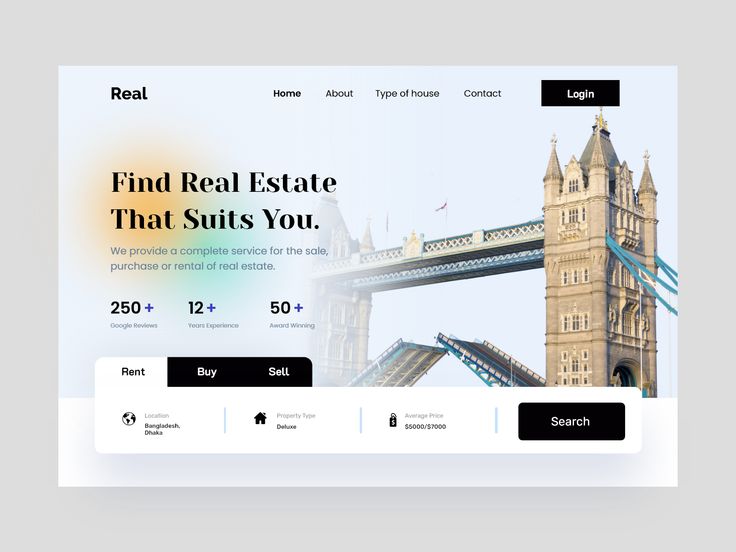 Real
Home About Type of house Contact Login
Find Real Estate
That Suits You.
We provide a complete service for the sale,
purchase or rental of real estate.
250 + 12 + 50 +
Google Reviews Years Experience Award Winning
Rent Buy Sell
Location Property Type Average Price
Bangladesh, Deluxe $5000/$7000
Dhaka
Search